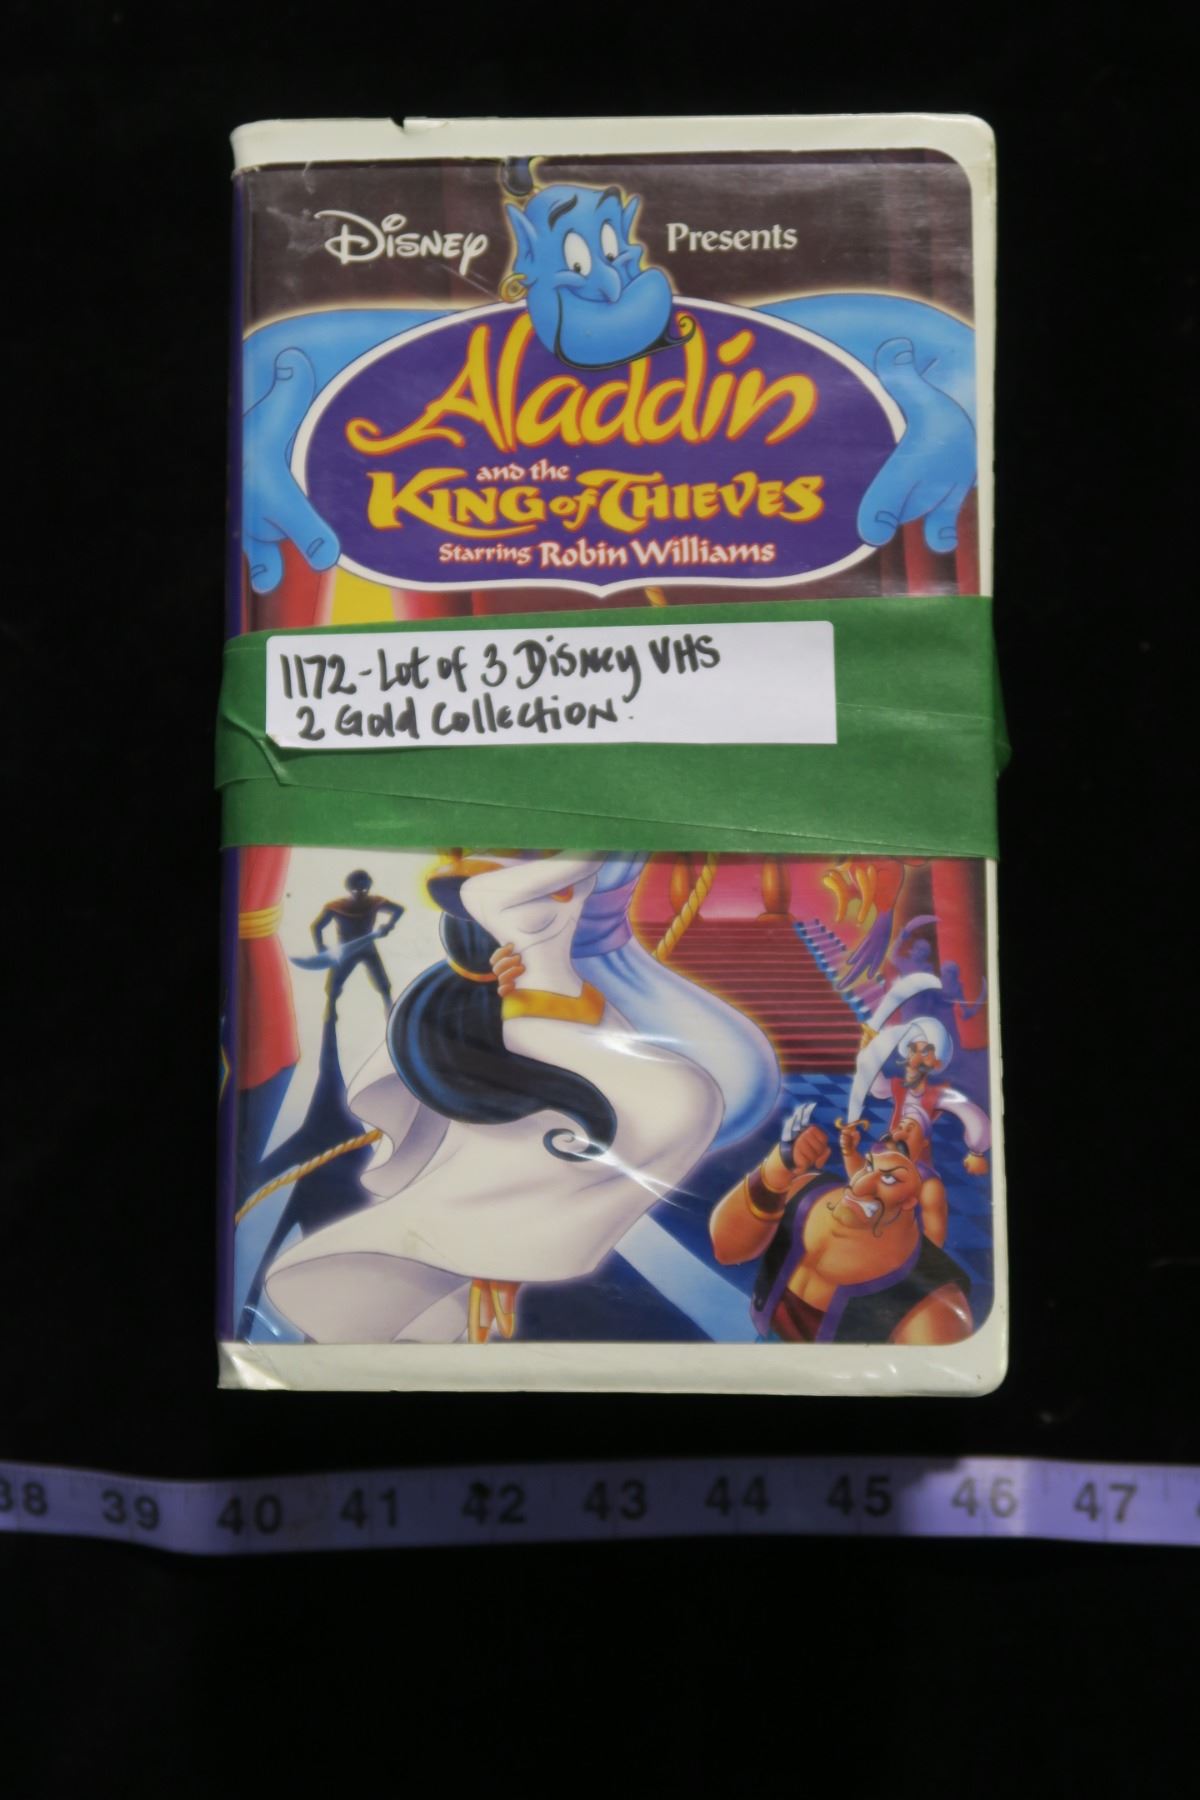 Disney Presents
Aladdin
and the
King of Thieves
Starring Robin Williams
1172-Lot of 3 Disney VHS
2 Gold Collection.
38 39 40 41 42 43 44 45 46 47